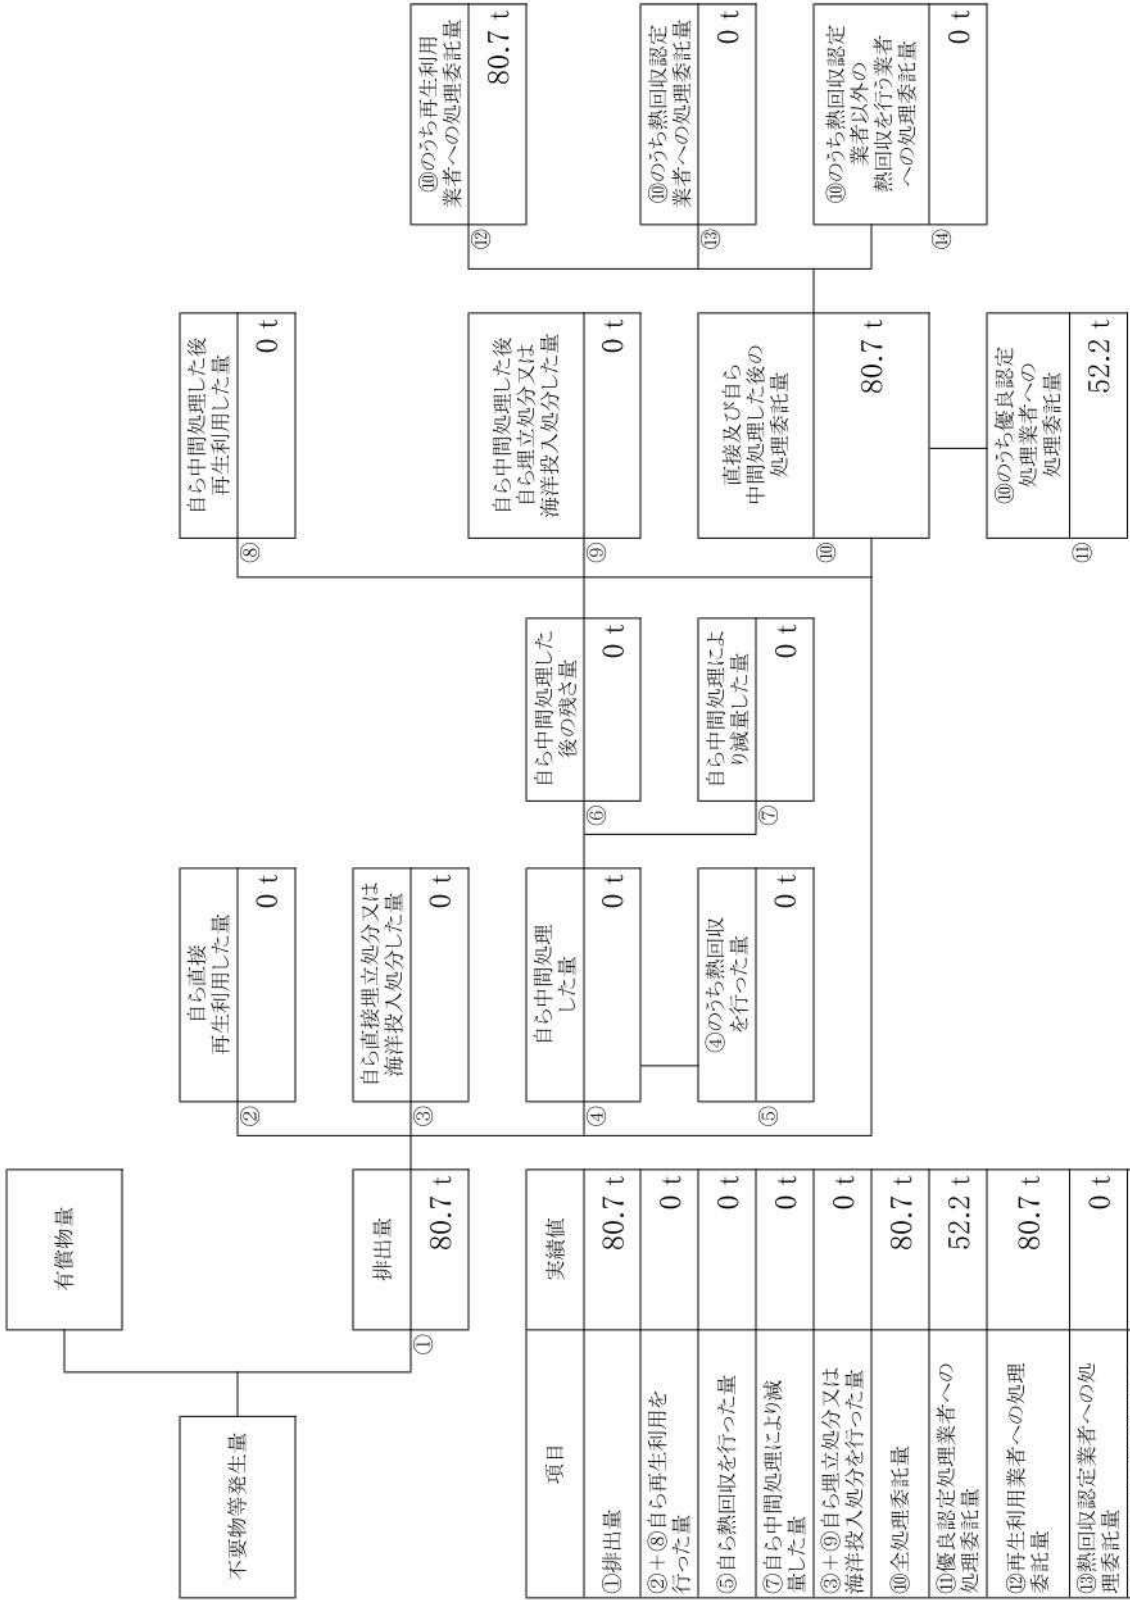 不要物等発生量
有償物量
①
排出量
80.7 t
②
自ら直接
再生利用した量
0 t
③
自ら直接埋立処分又は
海洋投入処分した量
0 t
④
自ら中間処理
した量
0 t
⑤
④のうち熱回収
を行った量
0 t
⑥
自ら中間処理した
後の残さ量
0 t
⑦
自ら中間処理によ
り減量した量
0 t
⑧
自ら中間処理した後
再生利用した量
0 t
⑨
自ら中間処理した後
自ら埋立処分又は
海洋投入処分した量
0 t
⑩
直接及び自ら
中間処理した後の
処理委託量
80.7 t
⑪
⑩のうち優良認定
処理業者への
処理委託量
52.2 t
⑫
⑩のうち再生利用
業者への処理委託量
80.7 t
⑬
⑩のうち熱回収認定
業者への処理委託量
0 t
⑭
⑩のうち熱回収認定
業者以外の
熱回収を行う業者
への処理委託量
0 t
項目 実績値
①排出量 80.7 t
②+⑧自ら再生利用を
行った量 0 t
⑤自ら熱回収を行った量 0 t
⑦自ら中間処理により減
量した量 0 t
③+⑨自ら埋立処分又は
海洋投入処分を行った量 0 t
⑩全処理委託量 80.7 t
⑪優良認定処理業者への
処理委託量 52.2 t
⑫再生利用業者への処理
委託量 80.7 t
⑬熱回収認定業者への処
理委託量 0 t